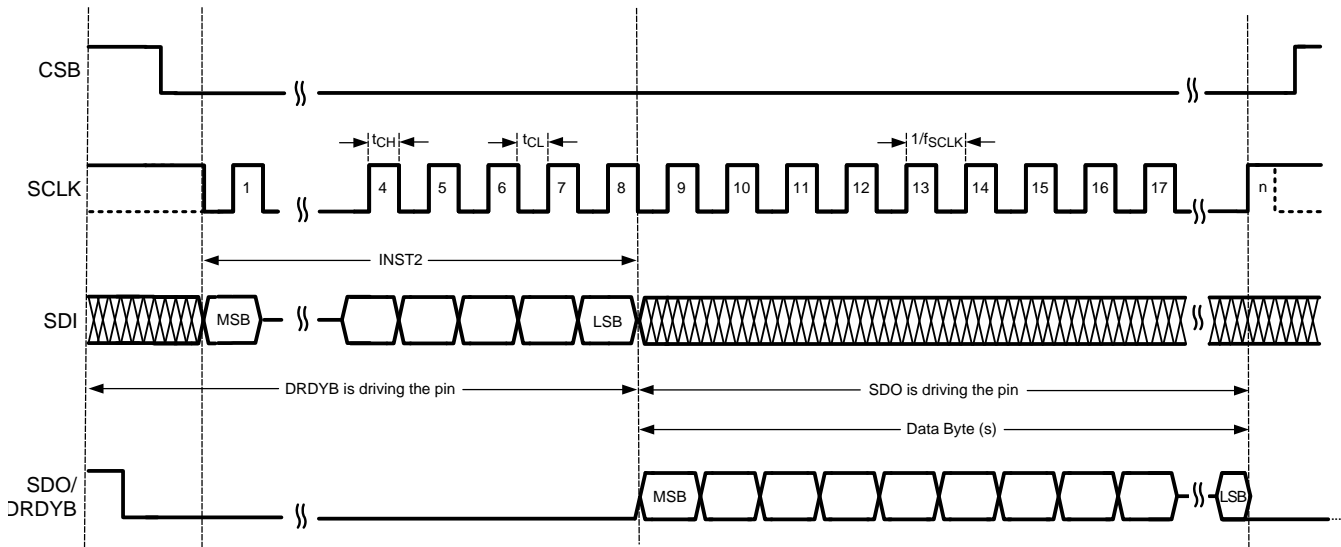 CSB
tCH
tCL
1/fSCLK
SCLK
1
4
5
6
7
8
9
10
11
12
13
14
15
16
17
n
INST2
SDI
MSB
LSB
DRDYB is driving the pin
SDO is driving the pin
Data Byte (s)
SDO/
DRDYB
MSB
LSB